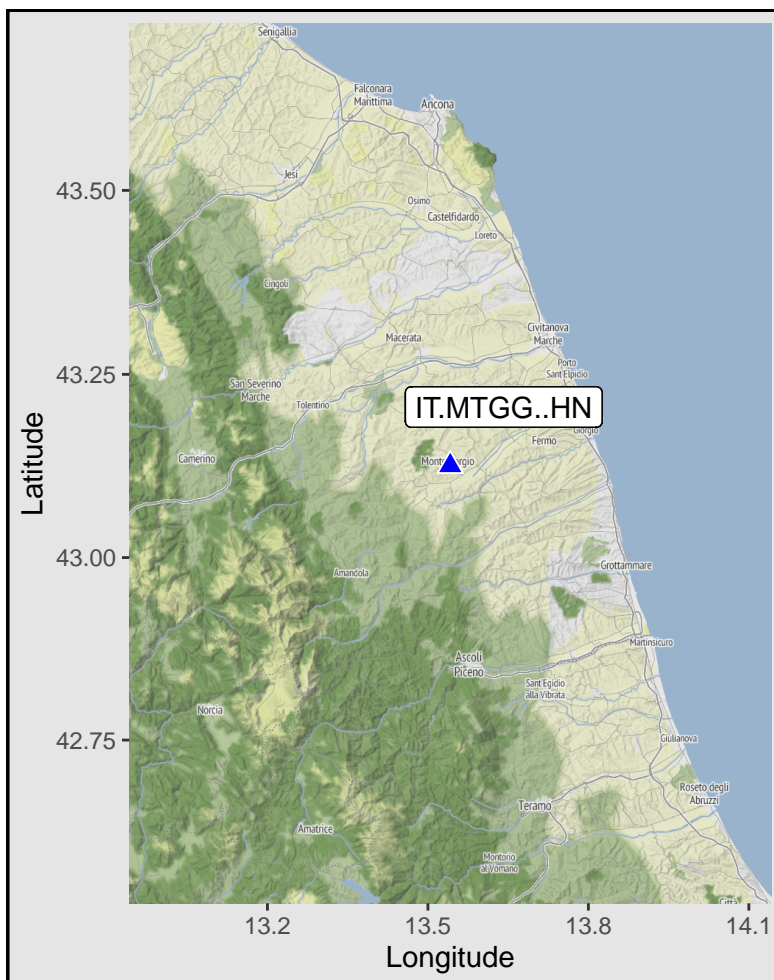 Senigallia
Falconara
Marittima
Ancona
43.50
Jesi
Osimo
Castelfidardo
Loreto
Cingoli
Civitanova
Marche
Macerata
Porto
Sant'Elpidio
43.25
San Severino
Marche
Tolentino
IT.MTGG..HN
Giorgio
Fermo
Camerino
Latitude
43.00
Amandola
Grottammare
Martinsicuro
Ascoli
Piceno
Sant'Egidio
alla Vibrata
Norcia
42.75
Giulianova
Roseto degli
Abruzzi
Teramo
Amatrice
Montorio
al Vomano
Città
13.2
13.5
13.8
14.1
Longitude